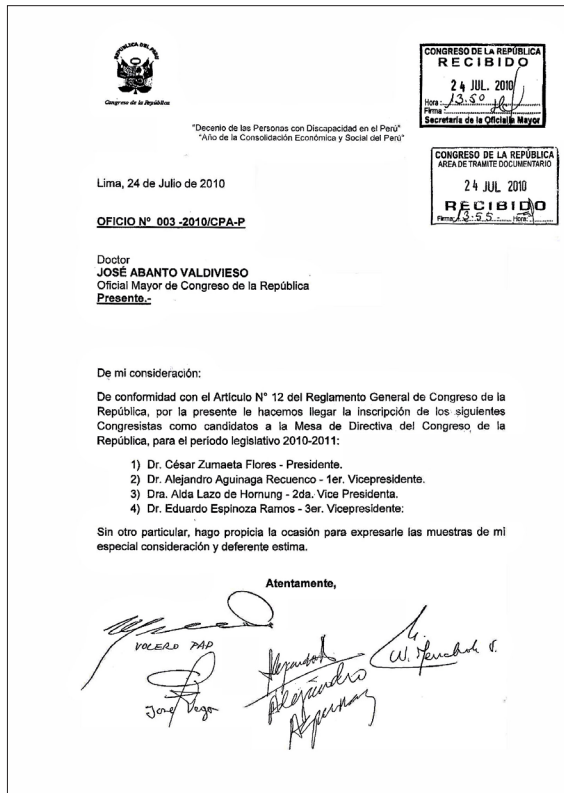 REPÚBLICA DEL PERÚ
Congreso de la República
CONGRESO DE LA REPÚBLICA
RECIBIDO
24 JUL. 2010
Hora: 13.50
Firma:
Secretaria de la Oficialía Mayor
"Decenio de las Personas con Discapacidad en el Perú"
"Año de la Consolidación Económica y Social del Perú"
CONGRESO DE LA REPÚBLICA
AREA DE TRAMITE DOCUMENTARIO
24 JUL 2010
RECIBIDO
Firma: 13.55 Hora:
Lima, 24 de Julio de 2010
OFICIO Nº 003 -2010/CPA-P
Doctor
JOSÉ ABANTO VALDIVIESO
Oficial Mayor de Congreso de la República
Presente.-
De mi consideración:
De conformidad con el Artículo N° 12 del Reglamento General de Congreso de la
República, por la presente le hacemos llegar la inscripción de los siguientes
Congresistas como candidatos a la Mesa de Directiva del Congreso de la
República, para el periodo legislativo 2010-2011:
1) Dr. César Zumaeta Flores - Presidente.
2) Dr. Alejandro Aguinaga Recuenco - 1er. Vicepresidente.
3) Dra. Alda Lazo de Hornung - 2da. Vice Presidenta.
4) Dr. Eduardo Espinoza Ramos - 3er. Vicepresidente;
Sin otro particular, hago propicia la ocasión para expresarle las muestras de mi
especial consideración y deferente estima.
Atentamente,
VOCERO PAP
José Vega
Alejandro
W.